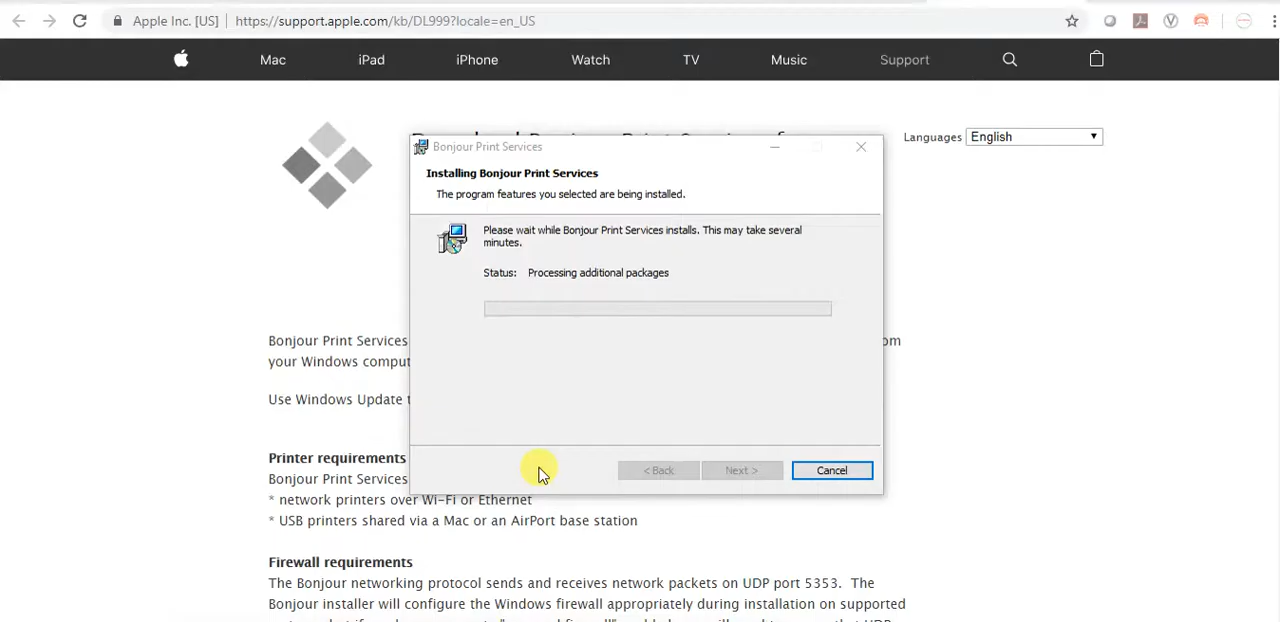 Apple Inc. [US] | https://support.apple.com/kb/DL999?locale=en_US
Mac iPad iPhone Watch TV Music Support
Languages English
Bonjour Print Services
Installing Bonjour Print Services
The program features you selected are being installed.
Please wait while Bonjour Print Services installs. This may take several
minutes.
Status: Processing additional packages
< Back Next > Cancel
Bonjour Print Services om
your Windows comput
Use Windows Update t
Printer requirements
Bonjour Print Services
* network printers over Wi-Fi or Ethernet
* USB printers shared via a Mac or an AirPort base station
Firewall requirements
The Bonjour networking protocol sends and receives network packets on UDP port 5353. The
Bonjour installer will configure the Windows firewall appropriately during installation on supported